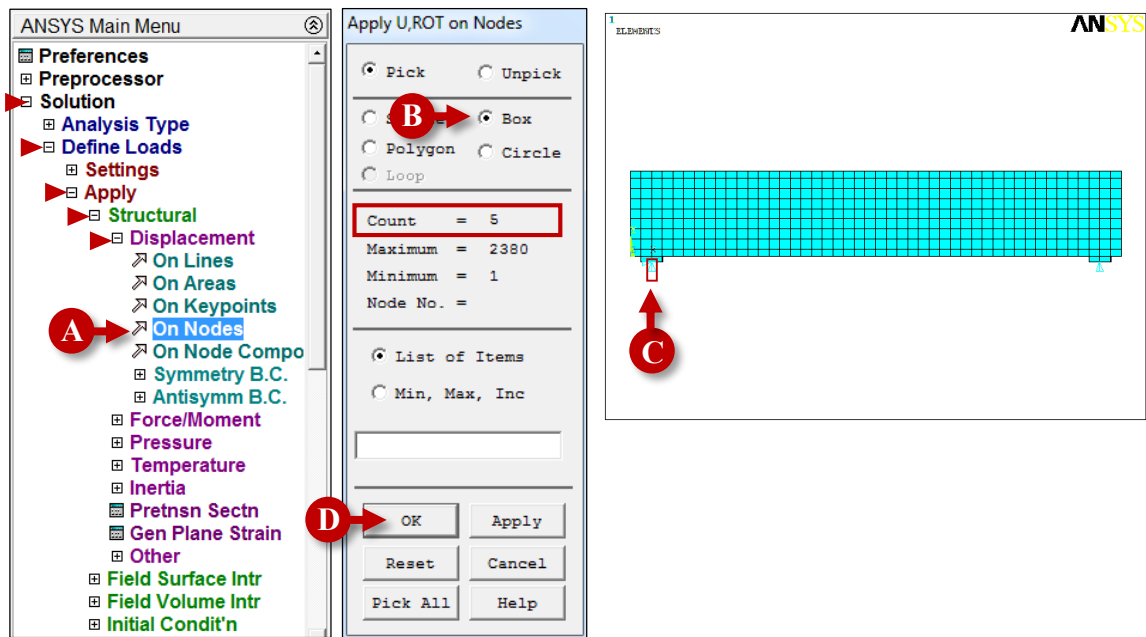 ANSYS Main Menu
Preferences
Preprocessor
Solution
Analysis Type
Define Loads
Settings
Apply
Structural
Displacement
On Lines
On Areas
On Keypoints
A
On Nodes
On Node Compo
Symmetry B.C.
Antisymm B.C.
Force/Moment
Pressure
Temperature
Inertia
Pretnsn Sectn
Gen Plane Strain
Other
Field Surface Intr
Field Volume Intr
Initial Condit'n
Apply U,ROT on Nodes
Pick Unpick
B Box
Polygon Circle
Loop
Count = 5
Maximum = 2380
Minimum = 1
Node No. =
List of Items
Min, Max, Inc
D OK Apply
Reset Cancel
Pick All Help
1
ELEMENTS
ANSYS
C